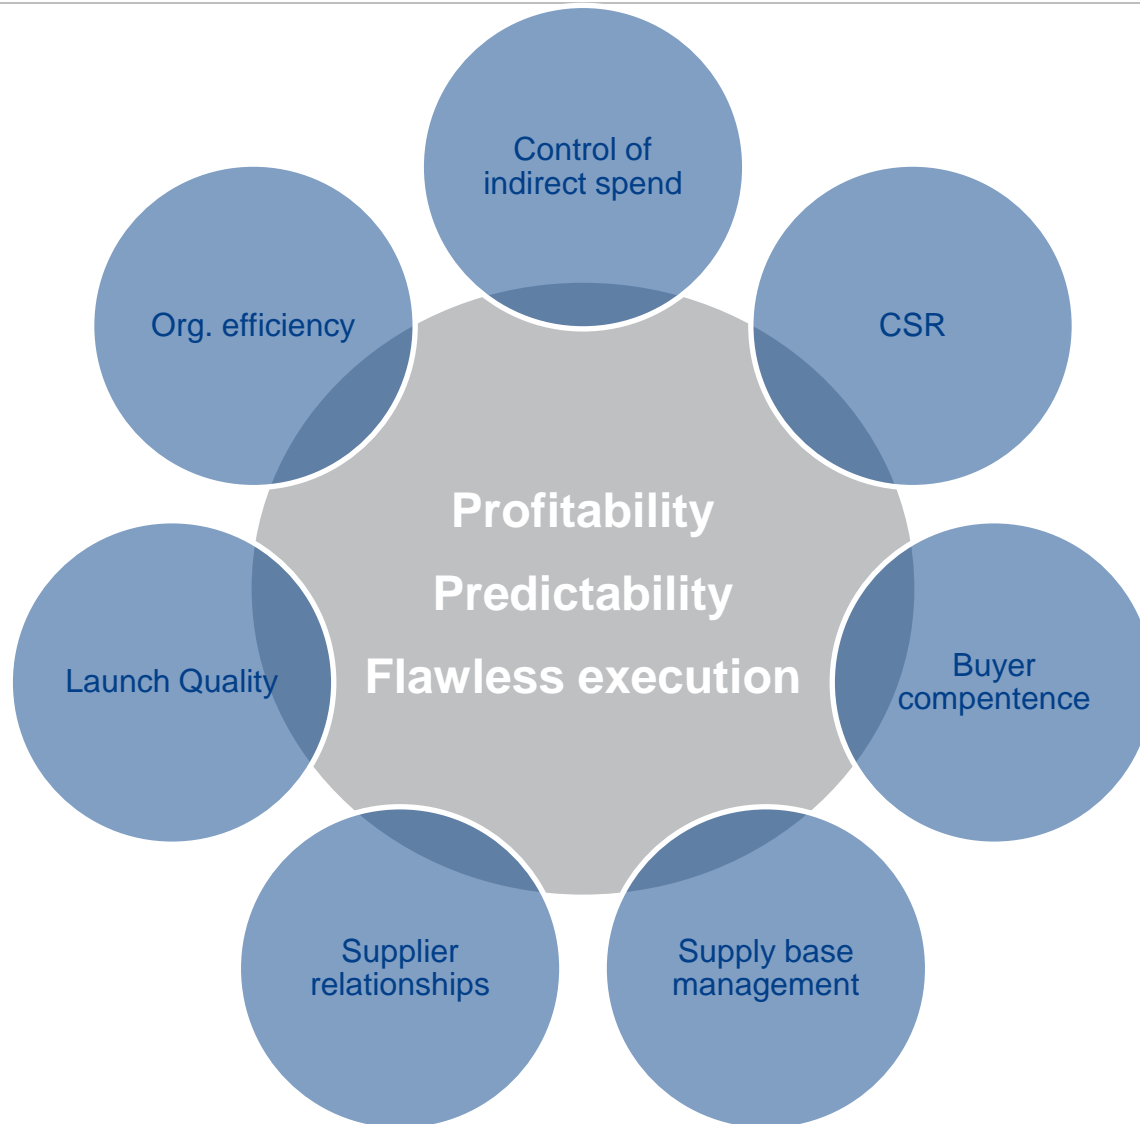 Control of
indirect spend
Org. efficiency
CSR
Profitability
Predictability
Flawless execution
Launch Quality
Buyer
compentence
Supplier
relationships
Supply base
management